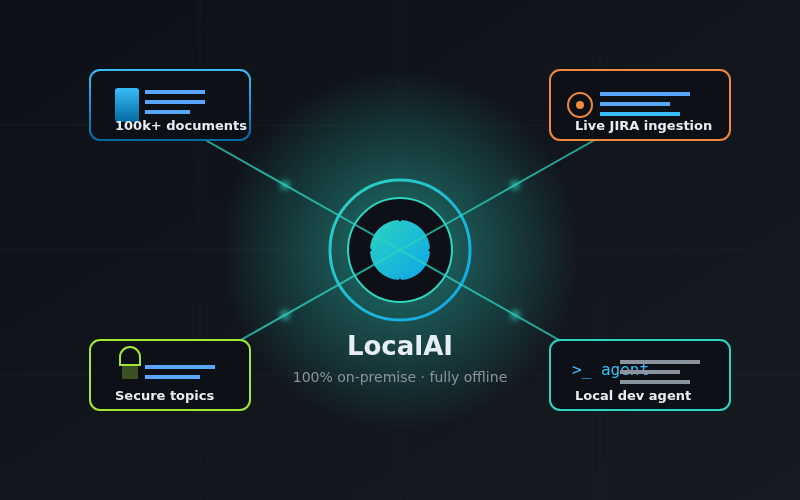 100k+ documents
Live JIRA ingestion
LocalAI
100% on-premise · fully offline
Secure topics
>_ agent
Local dev agent